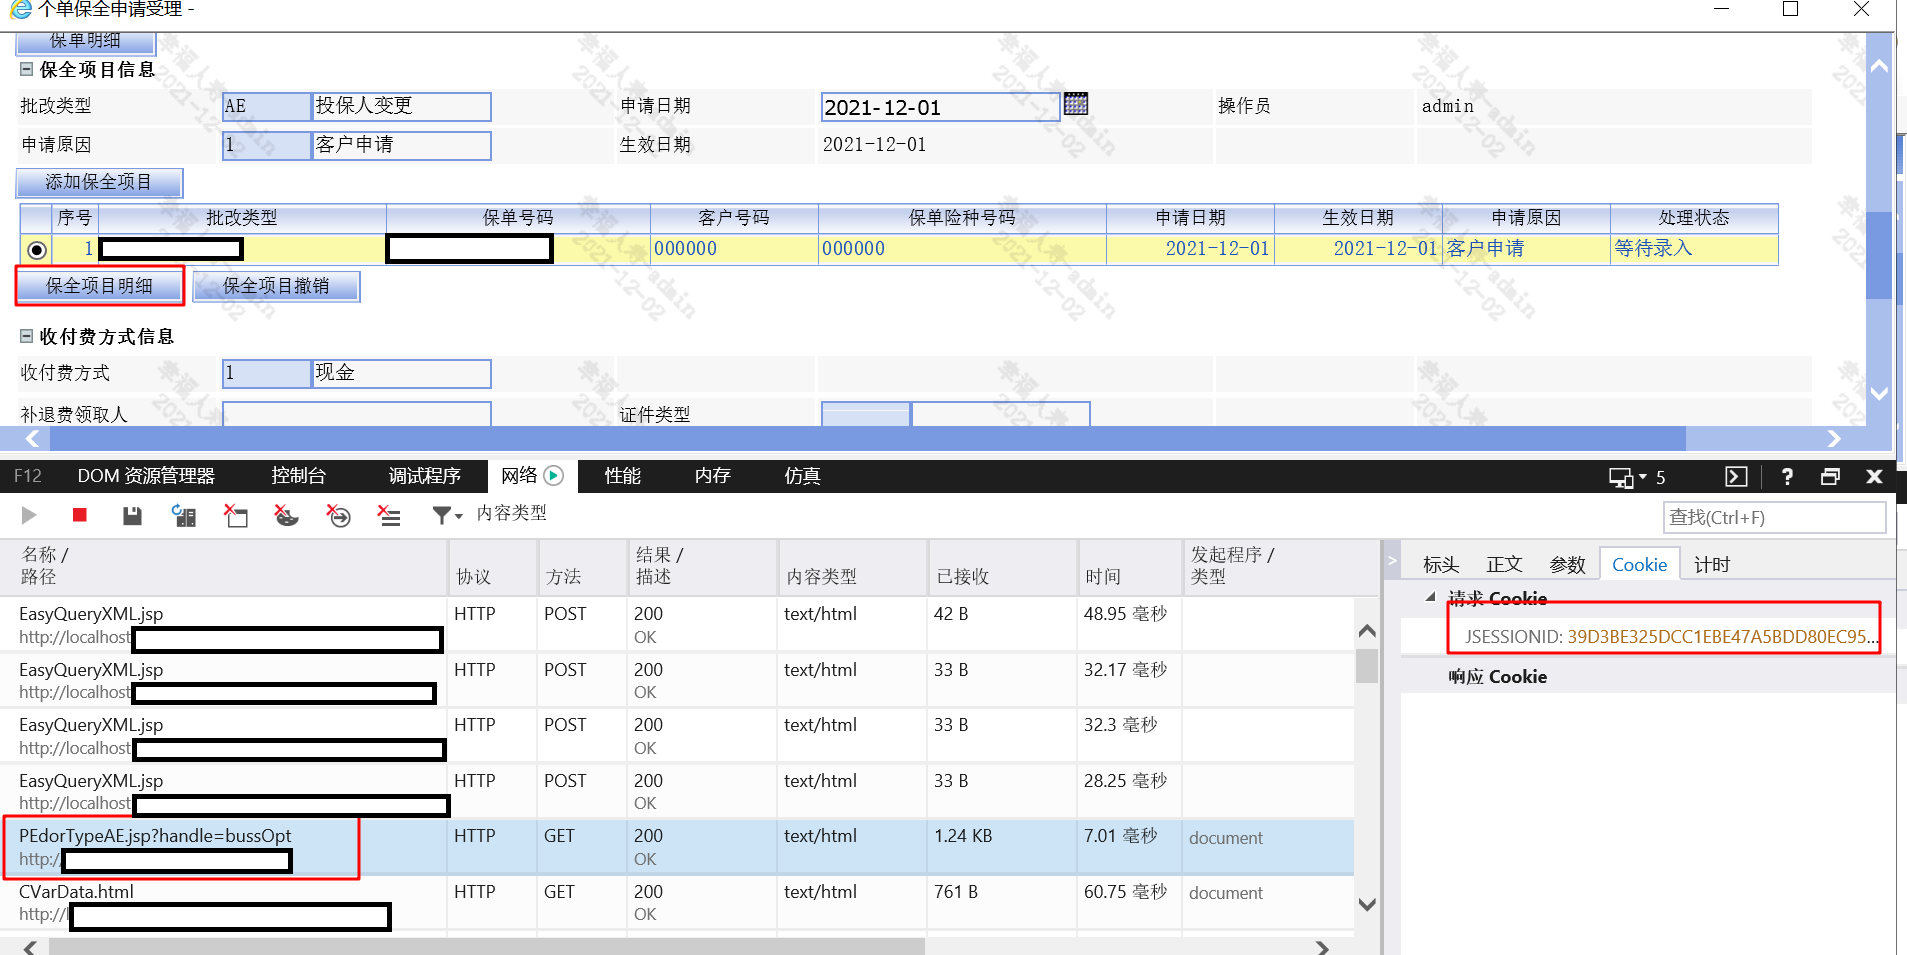 个单保全申请受理 -
保单明细
保全项目信息
批改类型 AE 投保人变更 申请日期 2021-12-01 操作员 admin
申请原因 1 客户申请 生效日期 2021-12-01
添加保全项目
序号 批改类型 保单号码 客户号码 保单险种号码 申请日期 生效日期 申请原因 处理状态
1 000000 000000 2021-12-01 2021-12-01 客户申请 等待录入
保全项目明细 保全项目撤销
收付费方式信息
收付费方式 1 现金
补退费领取人 证件类型
幸福人寿-admin
2021-12-02
F12 DOM 资源管理器 控制台 调试程序 网络 性能 内存 仿真 5 ?
内容类型 查找(Ctrl+F)
名称 / 路径 协议 方法 结果 / 描述 内容类型 已接收 时间 发起程序 / 类型
EasyQueryXML.jsp HTTP POST 200 text/html 42 B 48.95 毫秒
http://localhost OK
EasyQueryXML.jsp HTTP POST 200 text/html 33 B 32.17 毫秒
http://localhost OK
EasyQueryXML.jsp HTTP POST 200 text/html 33 B 32.3 毫秒
http://localhost OK
EasyQueryXML.jsp HTTP POST 200 text/html 33 B 28.25 毫秒
http://localhost OK
PEdorTypeAE.jsp?handle=bussOpt HTTP GET 200 text/html 1.24 KB 7.01 毫秒 document
http:/ OK
CVarData.html HTTP GET 200 text/html 761 B 60.75 毫秒 document
http://l OK
标头 正文 参数 Cookie 计时
请求 Cookie
JSESSIONID: 39D3BE325DCC1EBE47A5BDD80EC95...
响应 Cookie